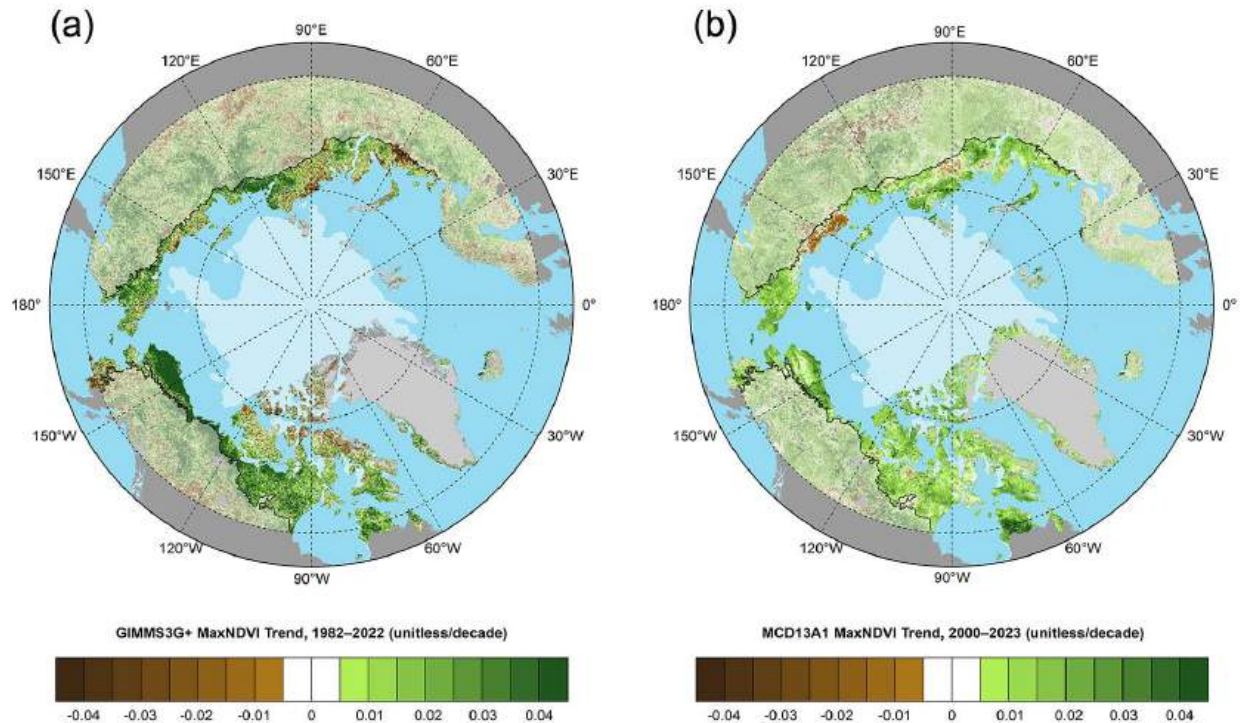 (a)
(b)
90°E
120°E
60°E
150°E
30°E
180°
0°
150°W
30°W
120°W
60°W
90°W
90°E
120°E
60°E
150°E
30°E
180°
0°
150°W
30°W
120°W
60°W
90°W
GIMMS3G+ MaxNDVI Trend, 1982–2022 (unitless/decade)
-0.04 -0.03 -0.02 -0.01 0 0.01 0.02 0.03 0.04
MCD13A1 MaxNDVI Trend, 2000–2023 (unitless/decade)
-0.04 -0.03 -0.02 -0.01 0 0.01 0.02 0.03 0.04